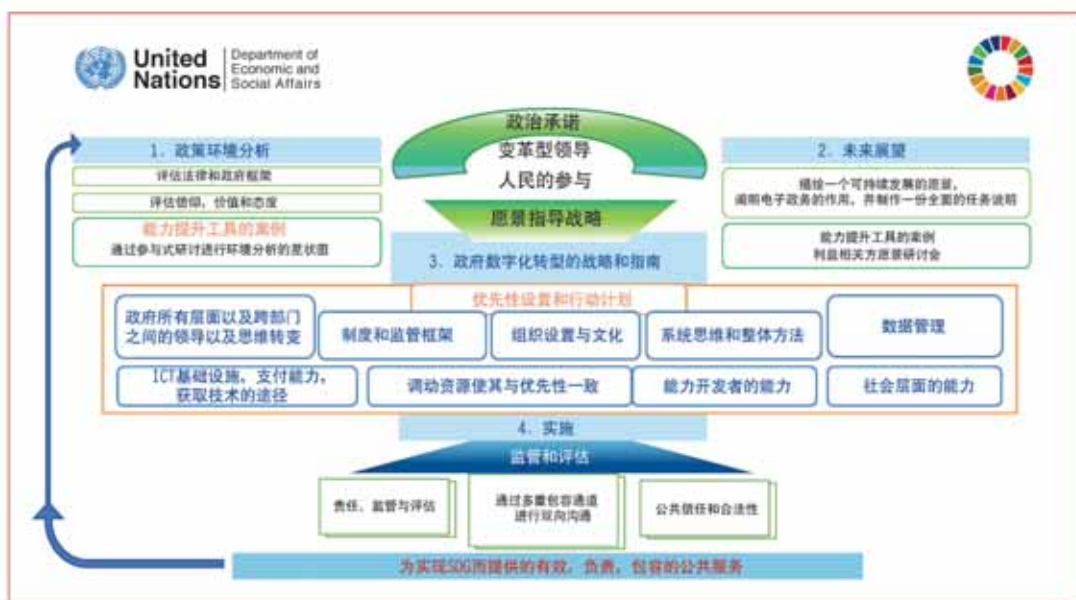 United Nations
Department of Economic and Social Affairs
政治承诺
变革型领导
人民的参与
愿景指导战略
1. 政策环境分析
评估法律和政府框架
评估信仰，价值和态度
能力提升工具的案例
通过参与式研讨进行环境分析的星状图
2. 未来展望
描绘一个可持续发展的愿景，
阐明电子政务的作用，并制作一份全面的任务说明
能力提升工具的案例
利益相关方愿景研讨会
3. 政府数字化转型的战略和指南
优先性设置和行动计划
政府所有层面以及跨部门
之间的领导以及思维转变
制度和监管框架
组织设置与文化
系统思维和整体方法
数据管理
ICT基础设施，支付能力，
获取技术的途径
调动资源使其与优先性一致
能力开发者的能力
社会层面的能力
4. 实施
监管和评估
责任、监管与评估
通过多重包容通道
进行双向沟通
公共信任和合法性
为实现SDG而提供的有效，负责，包容的公共服务